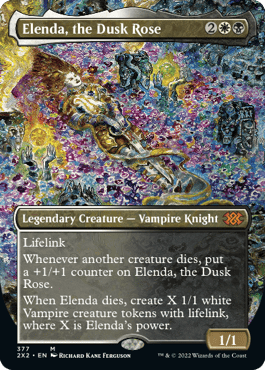 Elenda, the Dusk Rose 2
Legendary Creature — Vampire Knight
Lifelink
Whenever another creature dies, put
a +1/+1 counter on Elenda, the Dusk
Rose.
When Elenda dies, create X 1/1 white
Vampire creature tokens with lifelink,
where X is Elenda's power.
1/1
377 M
2X2 • EN RICHARD KANE FERGUSON ™ & © 2022 Wizards of the Coast